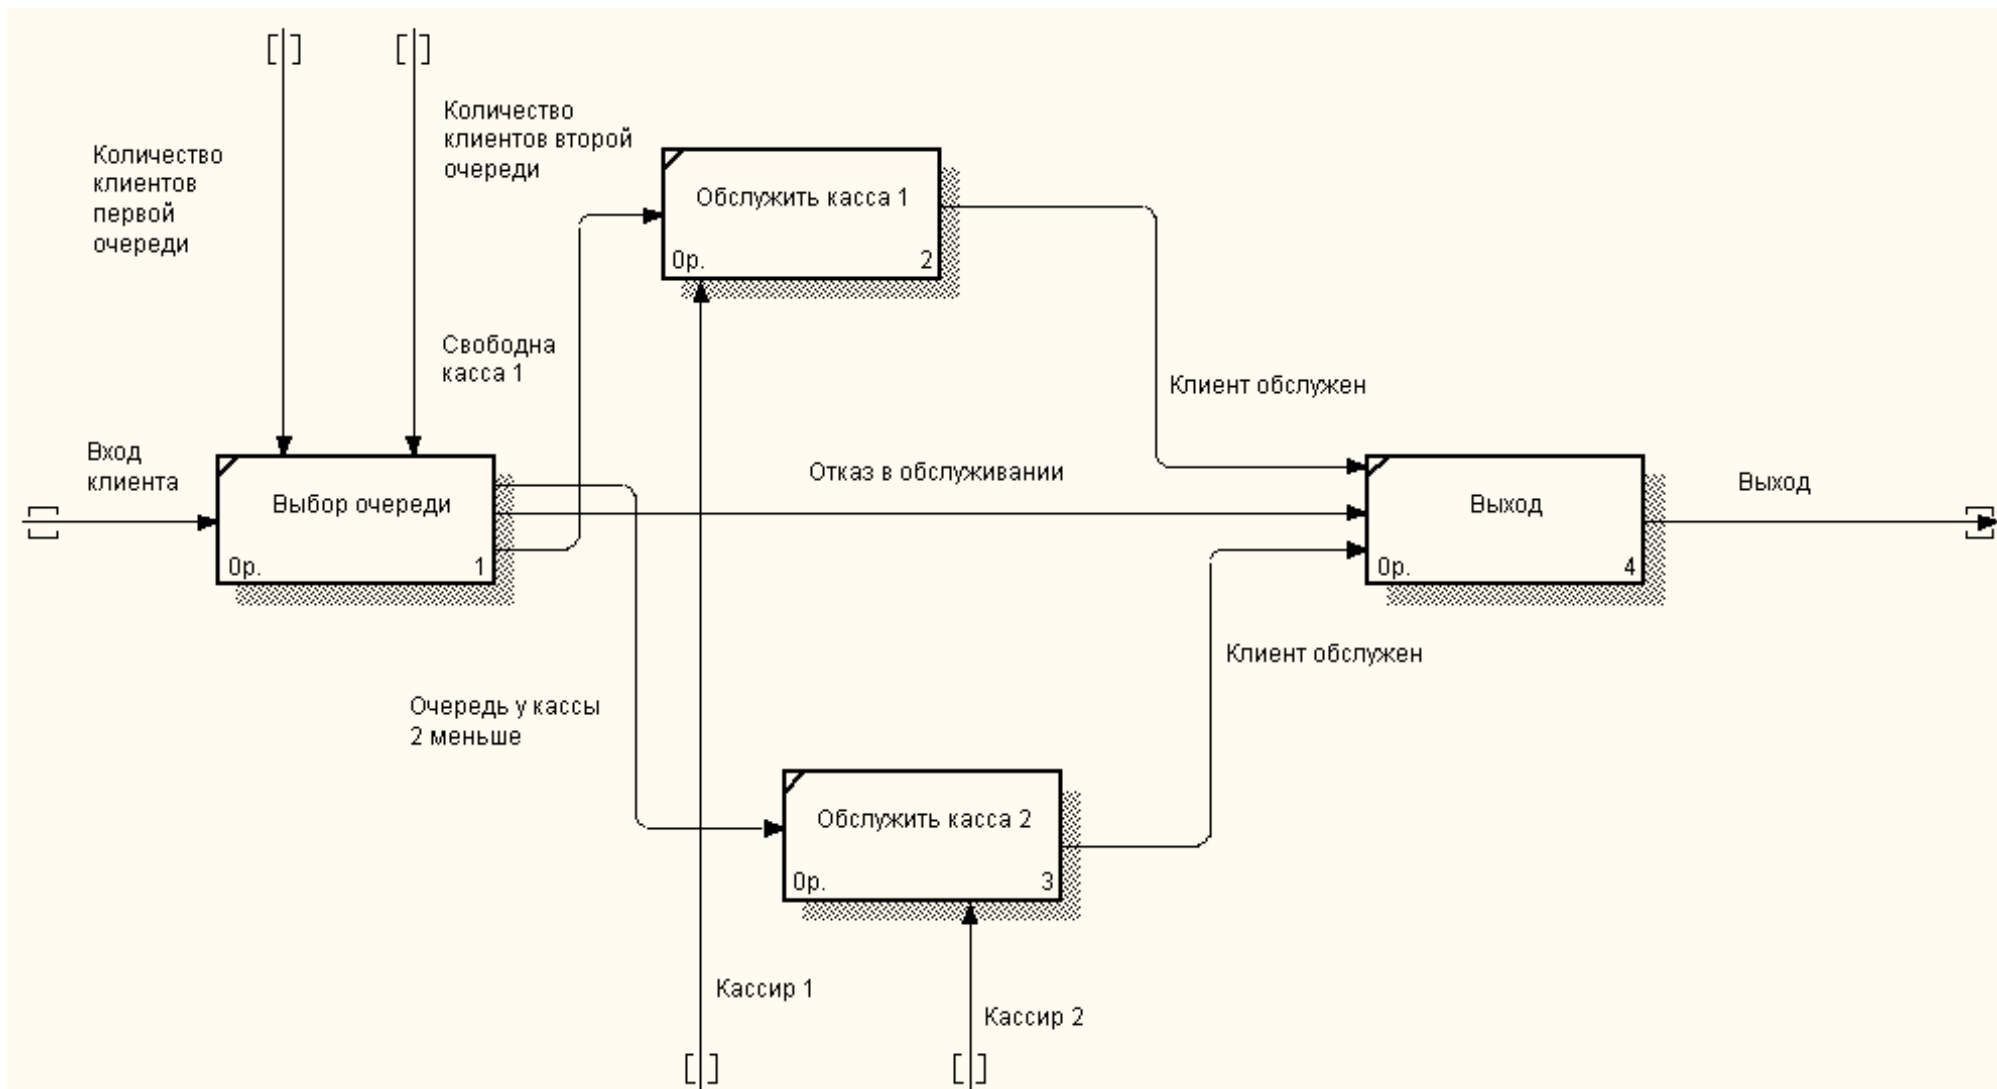 Количество
клиентов второй
очереди
Количество
клиентов
первой
очереди
Обслужить касса 1
0р.
2
Свободна
касса 1
Клиент обслужен
Вход
клиента
Выбор очереди
0р.
1
Отказ в обслуживании
Выход
0р.
4
Выход
Клиент обслужен
Очередь у кассы
2 меньше
Обслужить касса 2
0р.
3
Кассир 1
Кассир 2